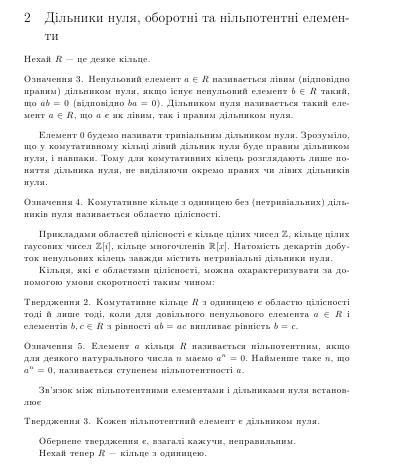 2 Дільники нуля, оборотні та нільпотентні елемен-
ти
Нехай R — це деяке кільце.
Означення 3. Ненульовий елемент a ∈ R називається лівим (відповідно
правим) дільником нуля, якщо існує ненульовий елемент b ∈ R такий,
що ab = 0 (відповідно ba = 0). Дільником нуля називається такий еле-
мент a ∈ R, що a є як лівим, так і правим дільником нуля.
Елемент 0 будемо називати тривіальним дільником нуля. Зрозуміло,
що у комутативному кільці лівий дільник нуля буде правим дільником
нуля, і навпаки. Тому для комутативних кілець розглядають лише по-
няття дільника нуля, не виділяючи окремо правих чи лівих дільників
нуля.
Означення 4. Комутативне кільце з одиницею без (нетривіальних) діль-
ників нуля називається областю цілісності.
Прикладами областей цілісності є кільце цілих чисел ℤ, кільце цілих
гаусових чисел ℤ[i], кільце многочленів ℝ[x]. Натомість декартів добу-
ток ненульових кілець завжди містить нетривіальні дільники нуля.
Кільця, які є областями цілісності, можна охарактеризувати за до-
помогою умови скоротності таким чином:
Твердження 2. Комутативне кільце R з одиницею є областю цілісності
тоді й лише тоді, коли для довільного ненульового елемента a ∈ R і
елементів b, c ∈ R з рівності ab = ac випливає рівність b = c.
Означення 5. Елемент a кільця R називається нільпотентним, якщо
для деякого натурального числа n маємо aⁿ = 0. Найменше таке n, що
aⁿ = 0, називається ступенем нільпотентності a.
Зв'язок між нільпотентними елементами і дільниками нуля встанов-
лює
Твердження 3. Кожен нільпотентний елемент є дільником нуля.
Обернене твердження є, взагалі кажучи, неправильним.
Нехай тепер R — кільце з одиницею.